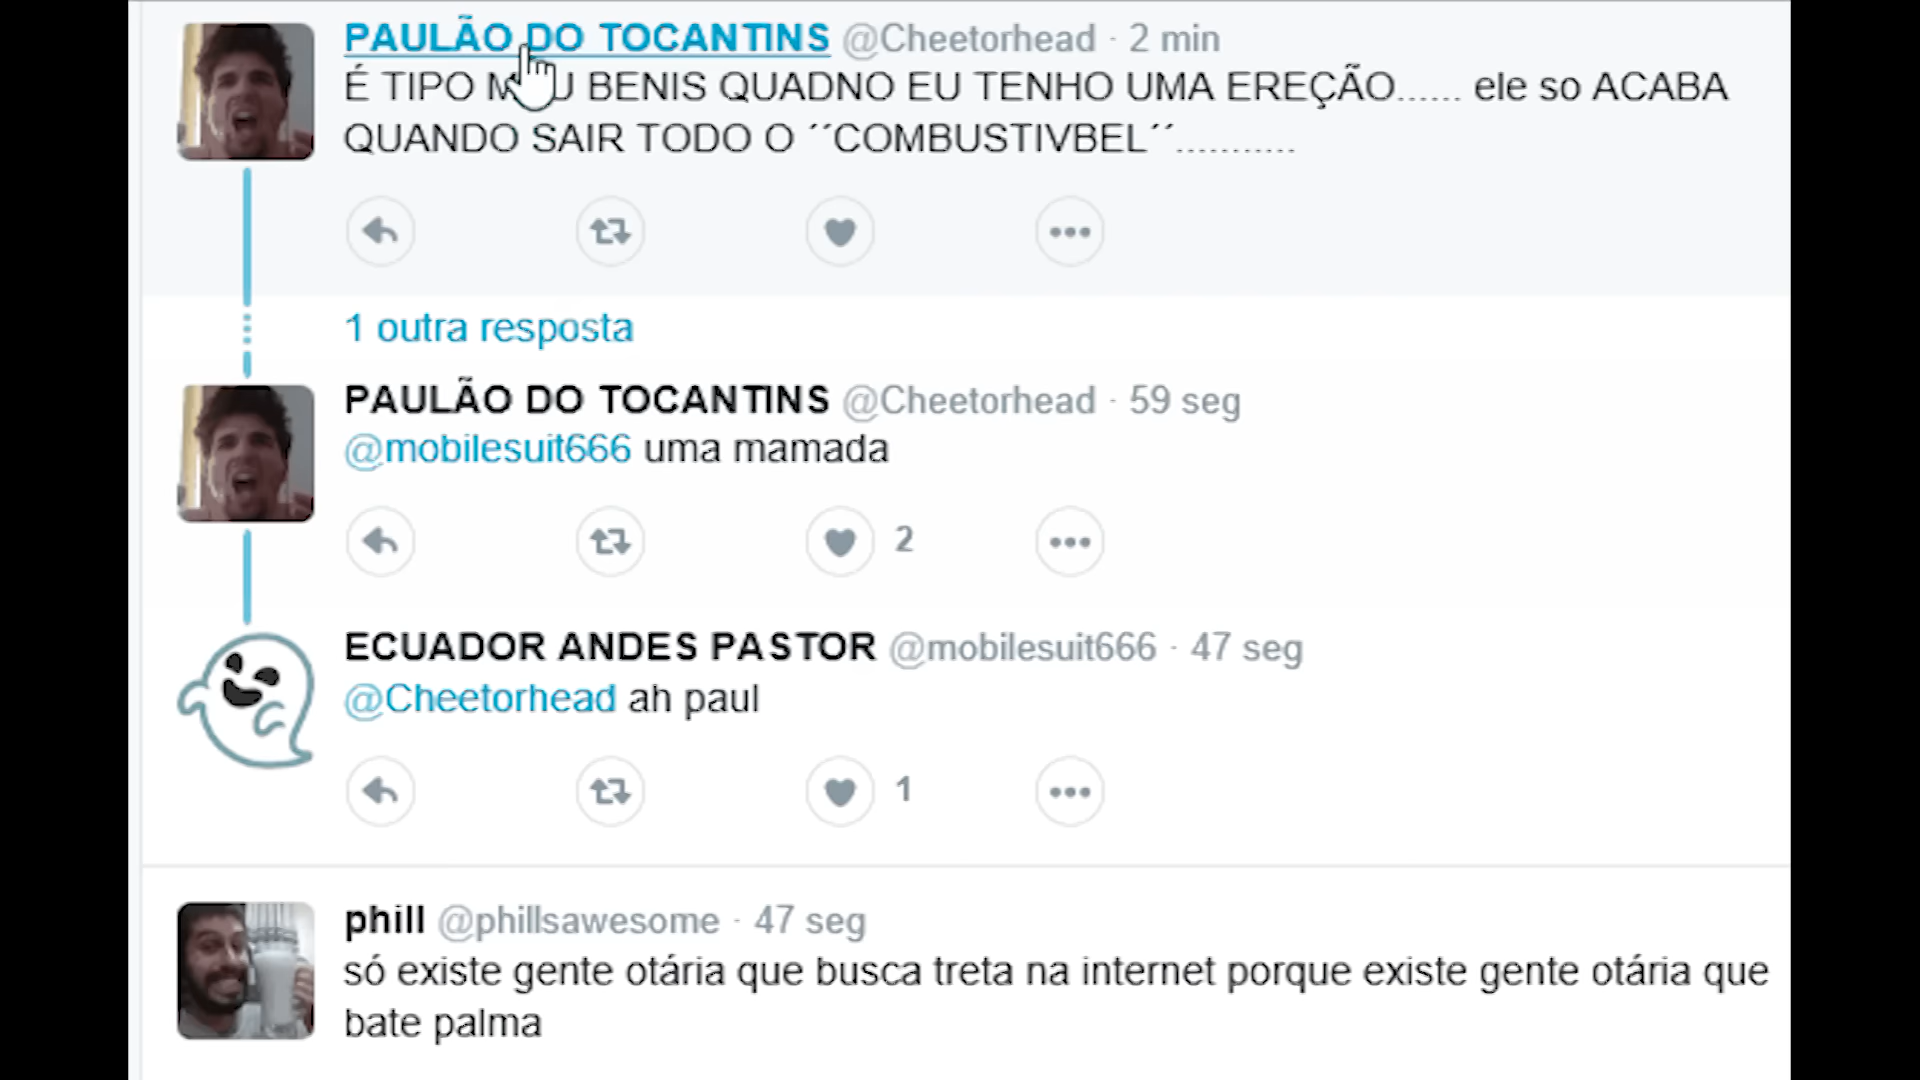 PAULÃO DO TOCANTINS @Cheetorhead · 2 min
É TIPO BENIS QUADNO EU TENHO UMA EREÇÃO...... ele so ACABA
QUANDO SAIR TODO O ´´COMBUSTIVBEL´´...........
1 outra resposta
PAULÃO DO TOCANTINS @Cheetorhead · 59 seg
@mobilesuit666 uma mamada
2
ECUADOR ANDES PASTOR @mobilesuit666 · 47 seg
@Cheetorhead ah paul
1
phill @phillsawesome · 47 seg
só existe gente otária que busca treta na internet porque existe gente otária que
bate palma